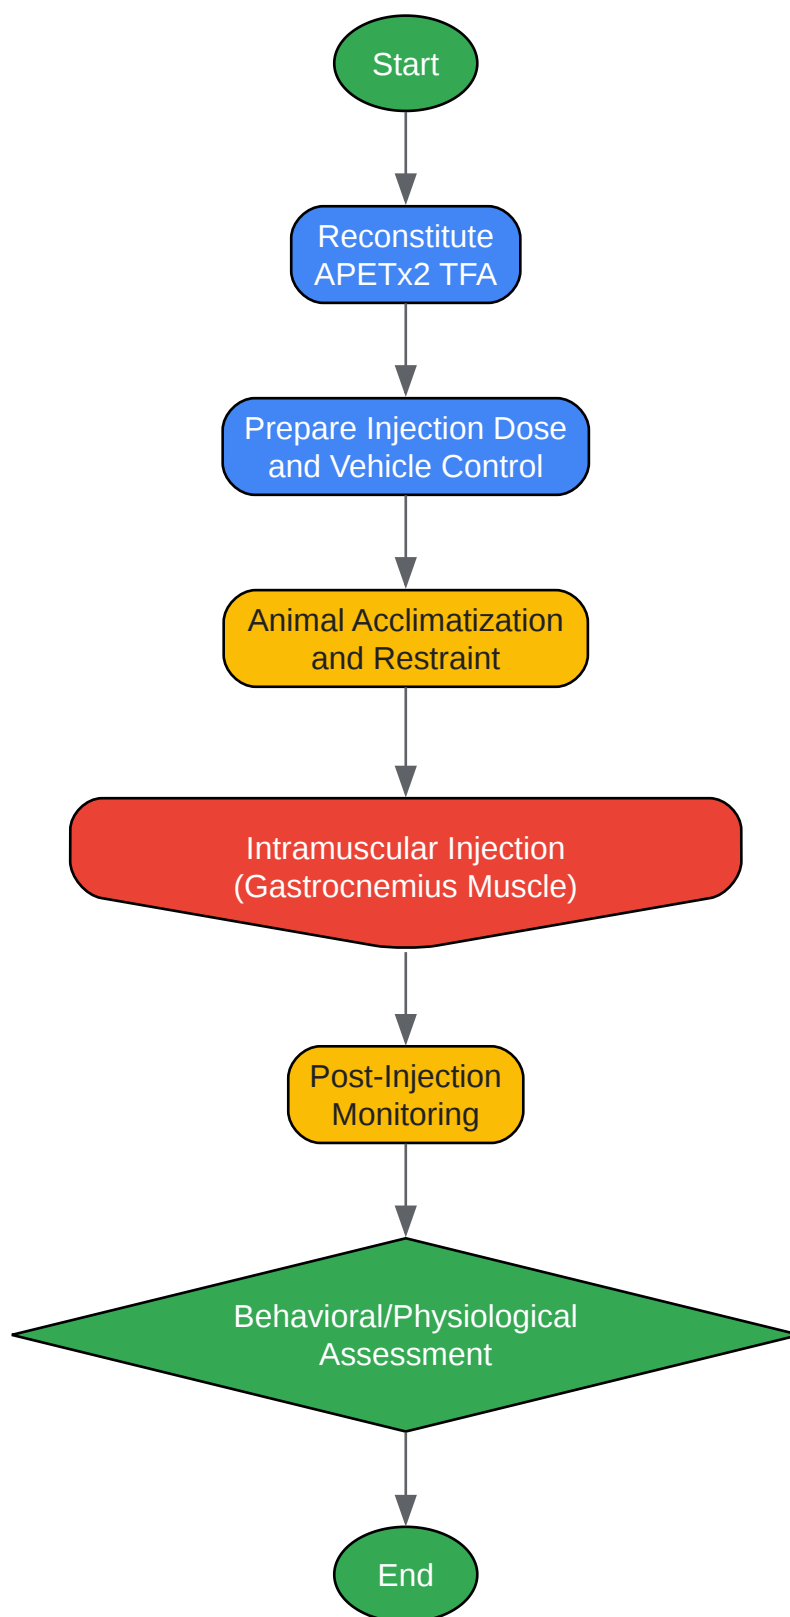 Start
Reconstitute
APETx2 TFA
Prepare Injection Dose
and Vehicle Control
Animal Acclimatization
and Restraint
Intramuscular Injection
(Gastrocnemius Muscle)
Post-Injection
Monitoring
Behavioral/Physiological
Assessment
End